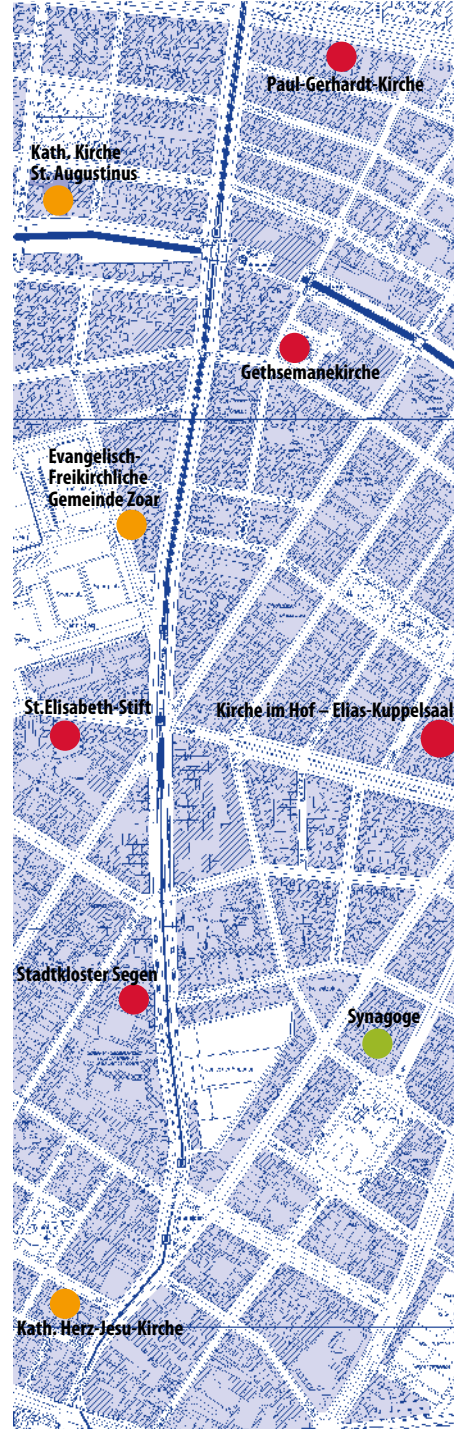 Paul-Gerhardt-Kirche
Kath. Kirche
St. Augustinus
Gethsemanekirche
Evangelisch-
Freikirchliche
Gemeinde Zoar
St.Elisabeth-Stift
Kirche im Hof – Elias-Kuppelsaal
Stadtkloster Segen
Synagoge
Kath. Herz-Jesu-Kirche